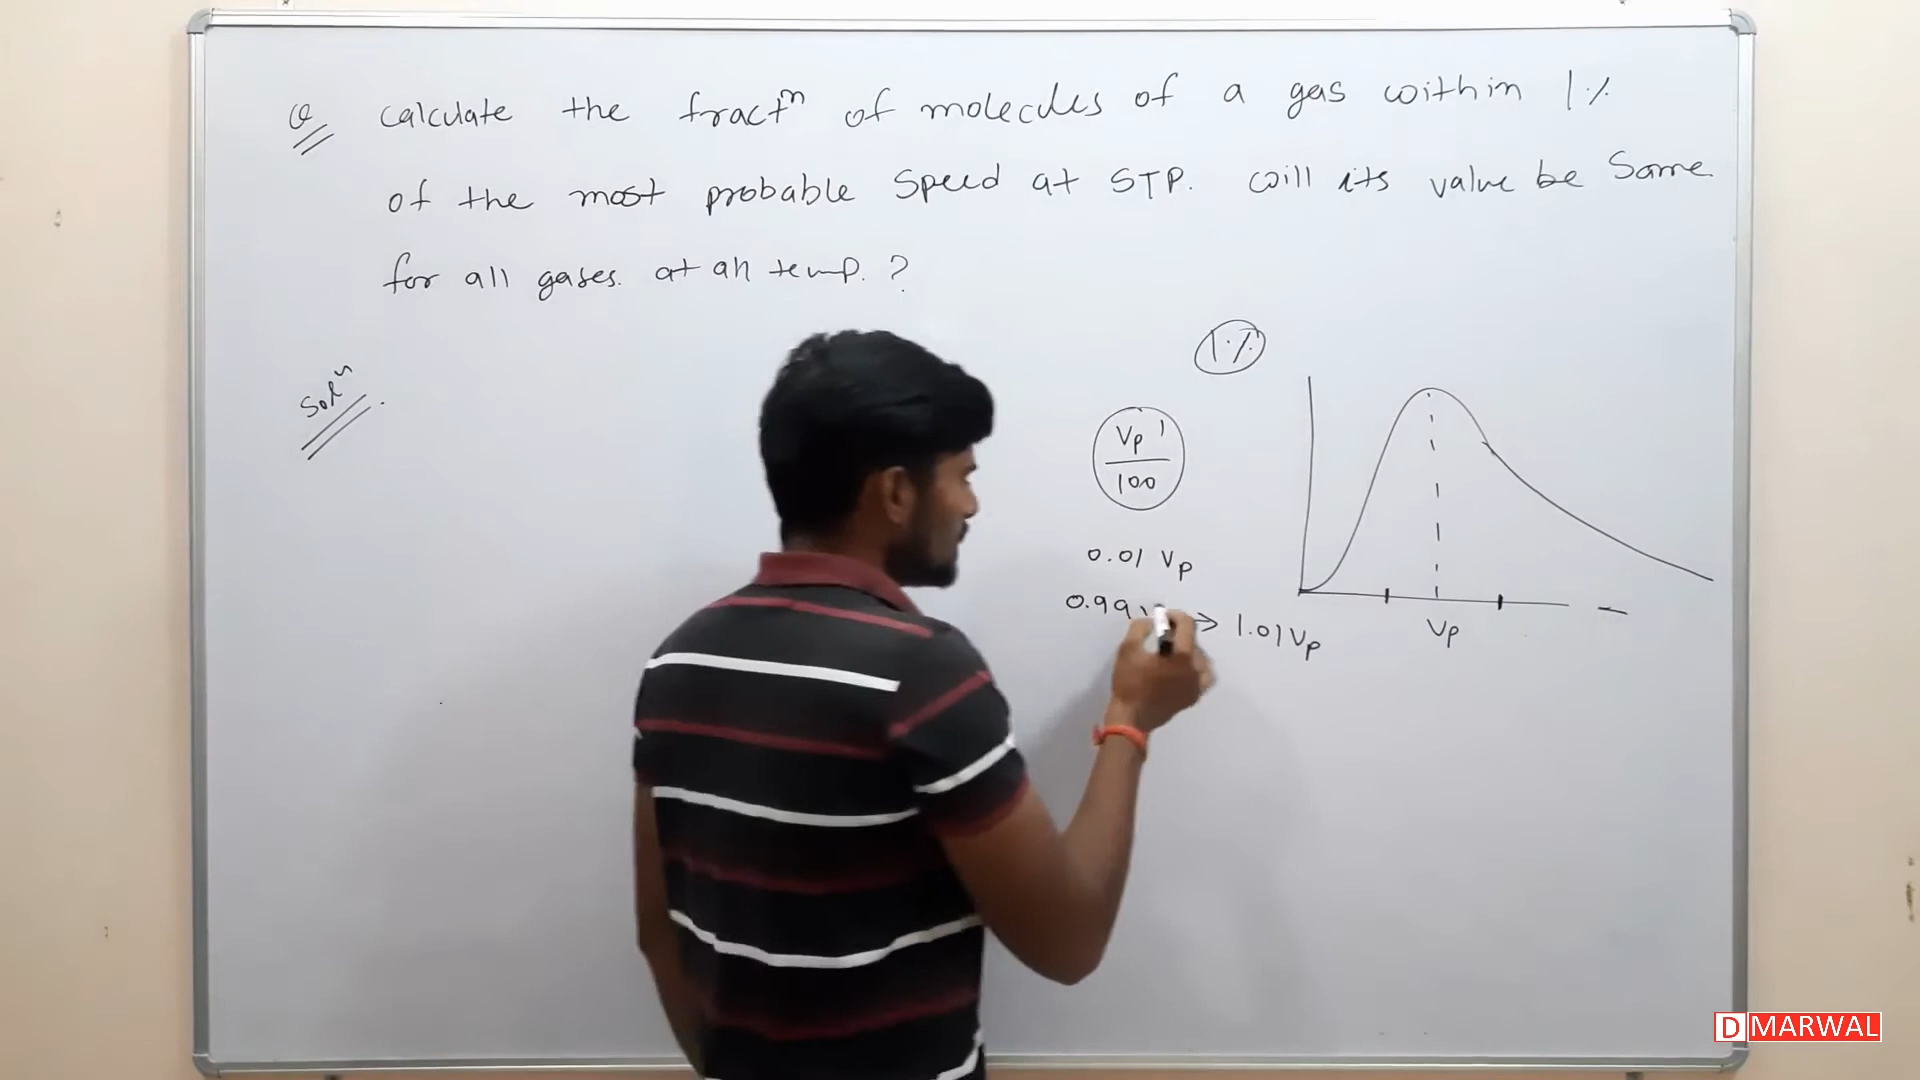 Q Calculate the fractn of molecules of a gas within 1%
of the most probable Speed at STP. will its value be Same
for all gases. at all temp. ?
Soln.
1%
Vp
100
0.01 Vp
0.99 → 1.01 Vp
Vp
D MARWAL